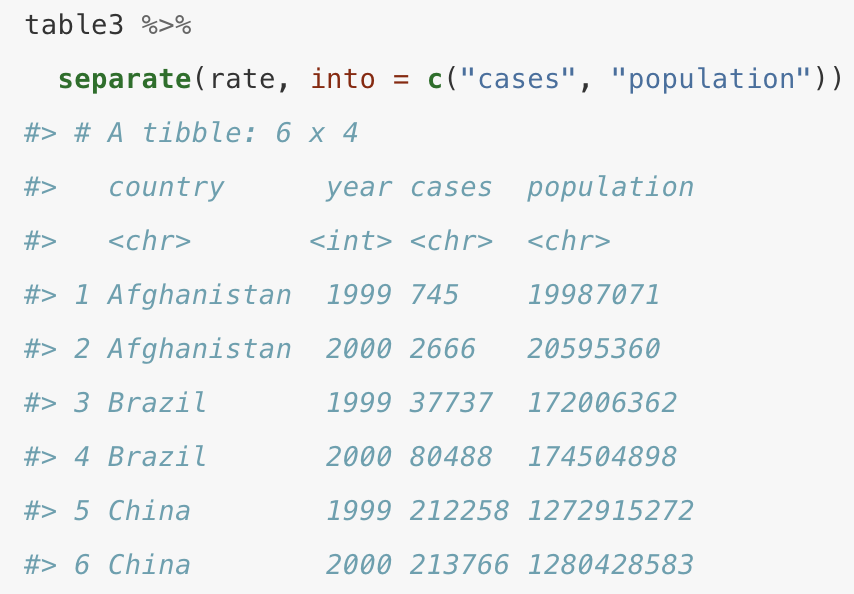 table3 %>%
  separate(rate, into = c("cases", "population"))
#> # A tibble: 6 x 4
#>   country      year cases  population
#>   <chr>       <int> <chr>  <chr>
#> 1 Afghanistan  1999 745    19987071
#> 2 Afghanistan  2000 2666   20595360
#> 3 Brazil       1999 37737  172006362
#> 4 Brazil       2000 80488  174504898
#> 5 China        1999 212258 1272915272
#> 6 China        2000 213766 1280428583